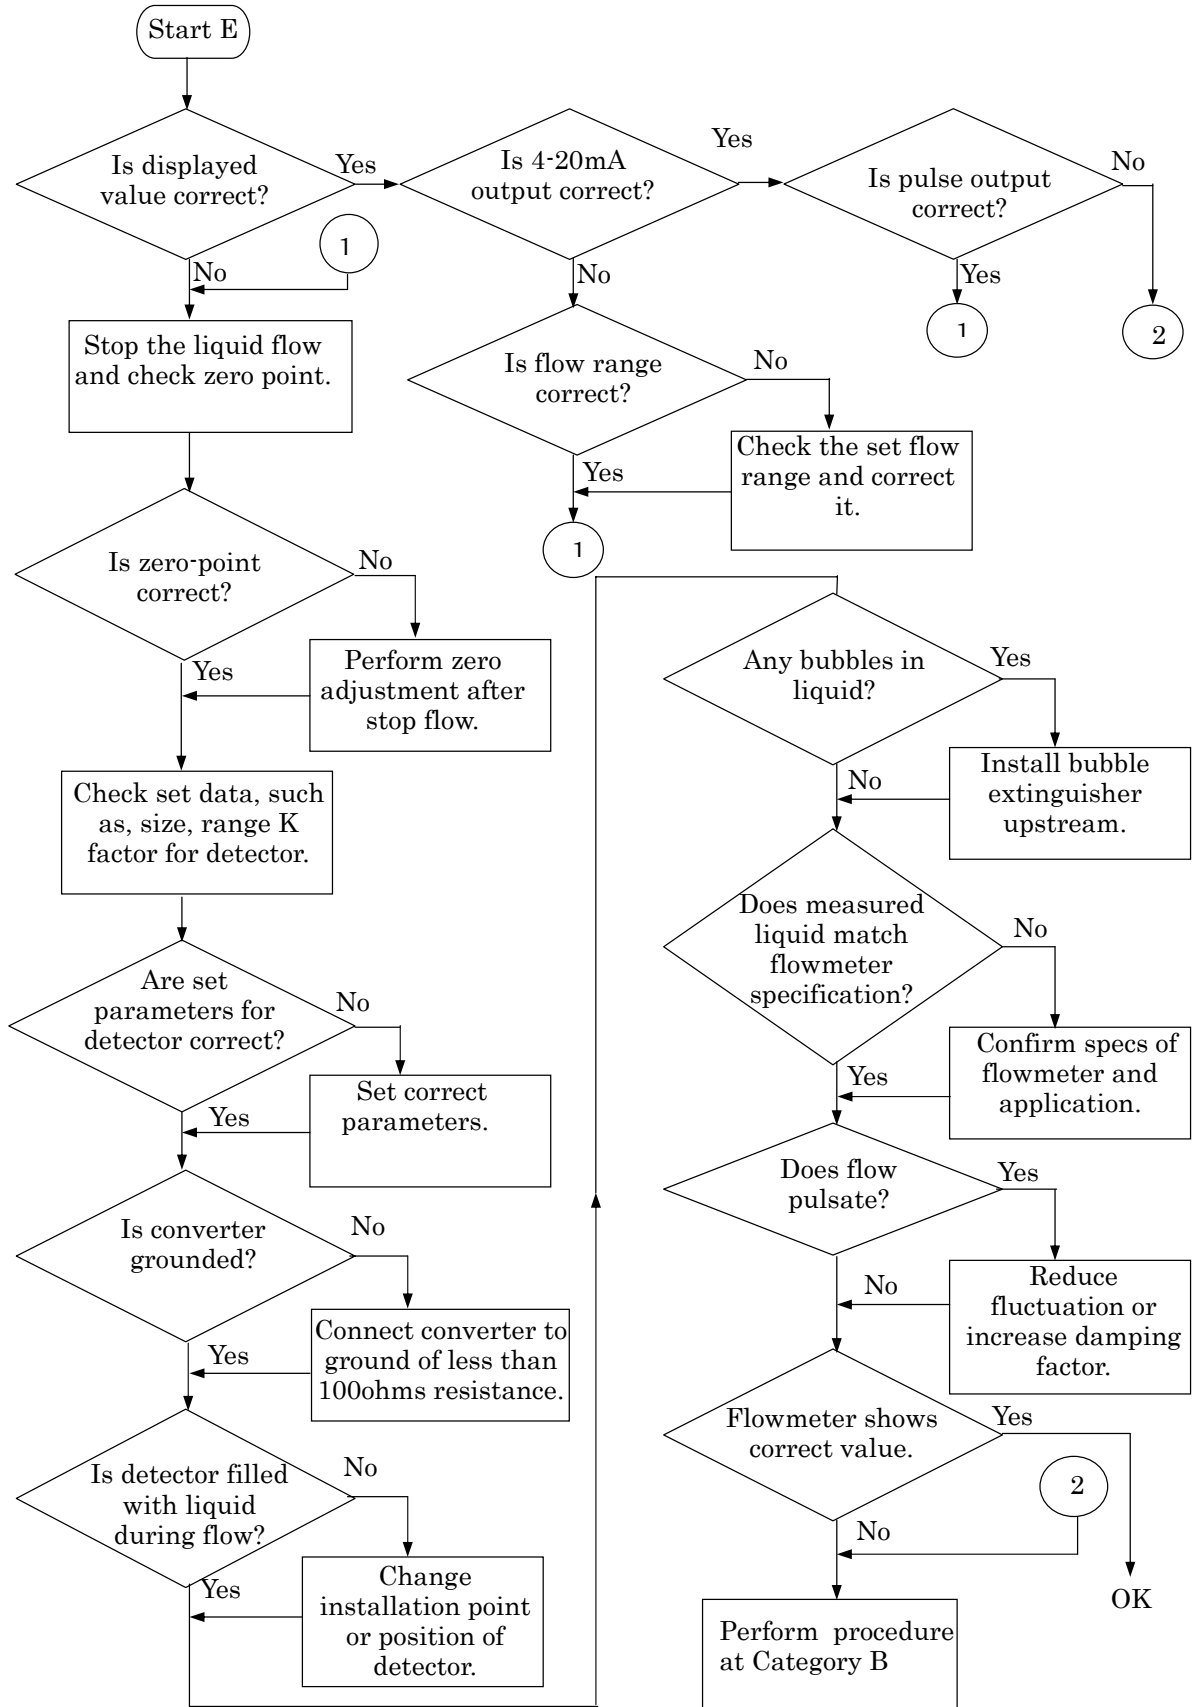 Start E
Is displayed
value correct?
Yes
Is 4-20mA
output correct?
Yes
Is pulse output
correct?
No
1
No
No
Yes
1
2
Stop the liquid flow
and check zero point.
Is flow range
correct?
No
Check the set flow
range and correct
it.
Yes
1
Is zero-point
correct?
No
Perform zero
adjustment after
stop flow.
Yes
Check set data, such
as, size, range K
factor for detector.
Are set
parameters for
detector correct?
No
Set correct
parameters.
Yes
Is converter
grounded?
No
Connect converter to
ground of less than
100ohms resistance.
Yes
Is detector filled
with liquid
during flow?
No
Change
installation point
or position of
detector.
Yes
Any bubbles in
liquid?
Yes
Install bubble
extinguisher
upstream.
No
Does measured
liquid match
flowmeter
specification?
No
Confirm specs of
flowmeter and
application.
Yes
Does flow
pulsate?
Yes
Reduce
fluctuation or
increase damping
factor.
No
Flowmeter shows
correct value.
Yes
2
No
OK
Perform procedure
at Category B